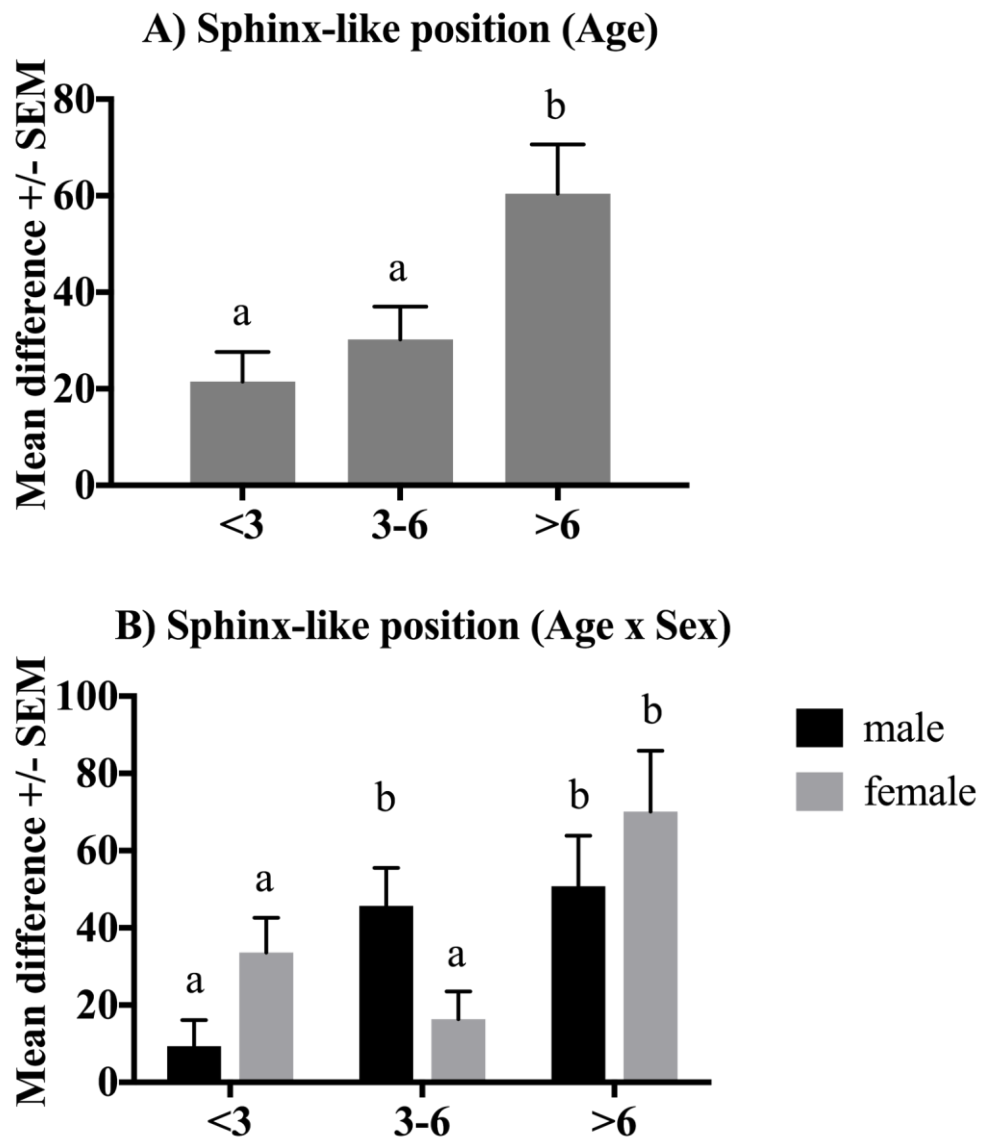 A) Sphinx-like position (Age)
Mean difference +/- SEM
80
60
40
20
0
a
a
b
<3
3-6
>6
B) Sphinx-like position (Age x Sex)
Mean difference +/- SEM
100
80
60
40
20
0
a
a
b
a
b
b
<3
3-6
>6
male
female